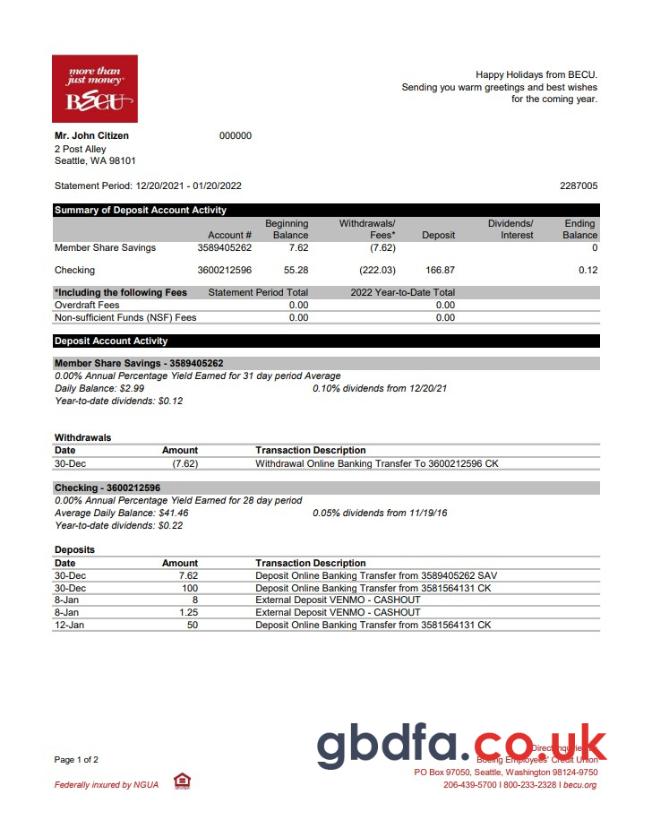 more than
just money
BECU
Happy Holidays from BECU.
Sending you warm greetings and best wishes
for the coming year.
Mr. John Citizen 000000
2 Post Alley
Seattle, WA 98101
Statement Period: 12/20/2021 - 01/20/2022 2287005
Summary of Deposit Account Activity
Beginning Withdrawals/ Dividends/ Ending
Account # Balance Fees* Deposit Interest Balance
Member Share Savings 3589405262 7.62 (7.62) 0
Checking 3600212596 55.28 (222.03) 166.87 0.12
*Including the following Fees Statement Period Total 2022 Year-to-Date Total
Overdraft Fees 0.00 0.00
Non-sufficient Funds (NSF) Fees 0.00 0.00
Deposit Account Activity
Member Share Savings - 3589405262
0.00% Annual Percentage Yield Earned for 31 day period Average
Daily Balance: $2.99 0.10% dividends from 12/20/21
Year-to-date dividends: $0.12
Withdrawals
Date Amount Transaction Description
30-Dec (7.62) Withdrawal Online Banking Transfer To 3600212596 CK
Checking - 3600212596
0.00% Annual Percentage Yield Earned for 28 day period
Average Daily Balance: $41.46 0.05% dividends from 11/19/16
Year-to-date dividends: $0.22
Deposits
Date Amount Transaction Description
30-Dec 7.62 Deposit Online Banking Transfer from 3589405262 SAV
30-Dec 100 Deposit Online Banking Transfer from 3581564131 CK
8-Jan 8 External Deposit VENMO - CASHOUT
8-Jan 1.25 External Deposit VENMO - CASHOUT
12-Jan 50 Deposit Online Banking Transfer from 3581564131 CK
gbdfa.co.uk
Page 1 of 2 Boeing Employees' Credit Union
PO Box 97050, Seattle, Washington 98124-9750
Federally insured by NGUA 206-439-5700 I 800-233-2328 I becu.org